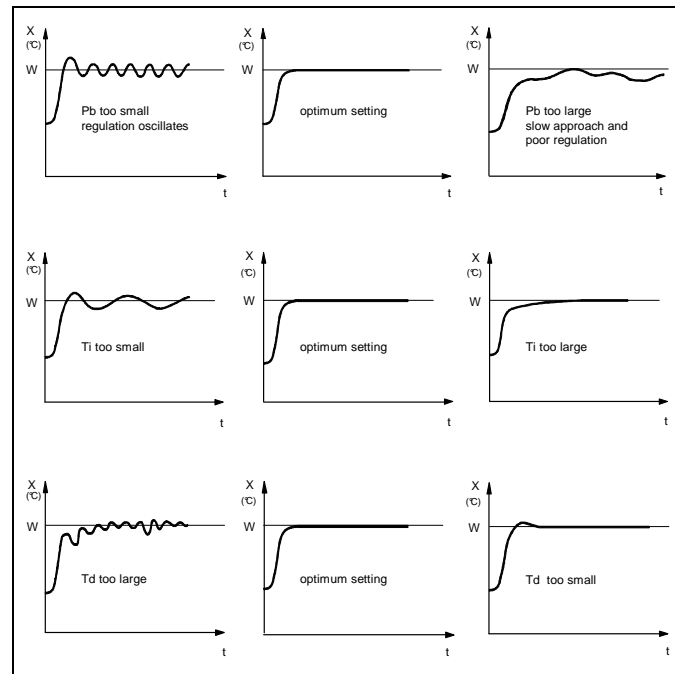 X
(°C)
W
Pb too small
regulation oscillates
t
X
(°C)
W
optimum setting
t
X
(°C)
W
Pb too large
slow approach and
poor regulation
t
X
(°C)
W
Ti too small
t
X
(°C)
W
optimum setting
t
X
(°C)
W
Ti too large
t
X
(°C)
W
Td too large
t
X
(°C)
W
optimum setting
t
X
(°C)
W
Td too small
t